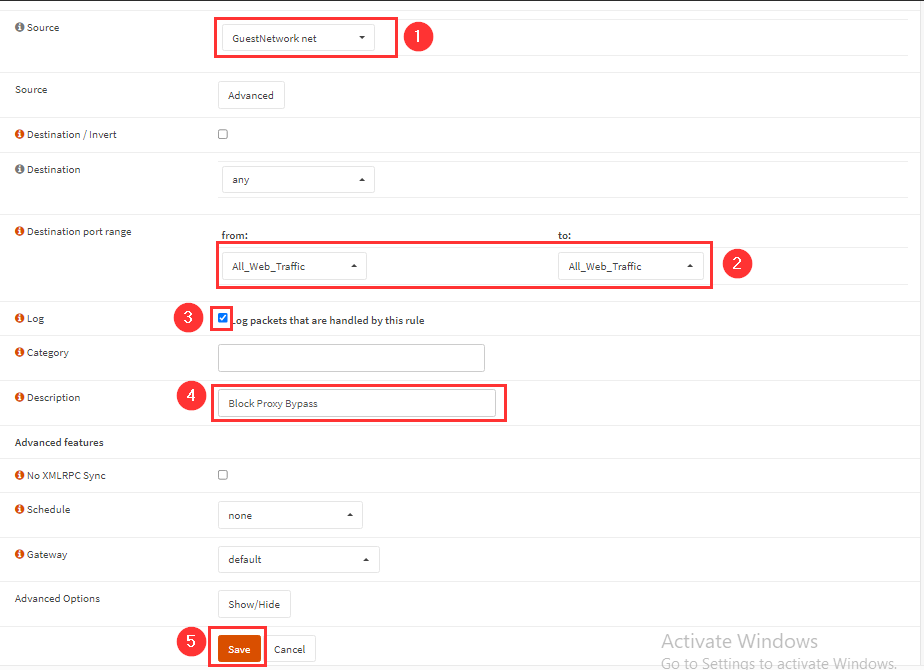 Source
GuestNetwork net
1
Source
Advanced
Destination / Invert
Destination
any
Destination port range
from:
to:
All_Web_Traffic
All_Web_Traffic
2
Log
3
Log packets that are handled by this rule
Category
Description
4
Block Proxy Bypass
Advanced features
No XMLRPC Sync
Schedule
none
Gateway
default
Advanced Options
Show/Hide
5
Save
Cancel
Activate Windows
Go to Settings to activate Windows.